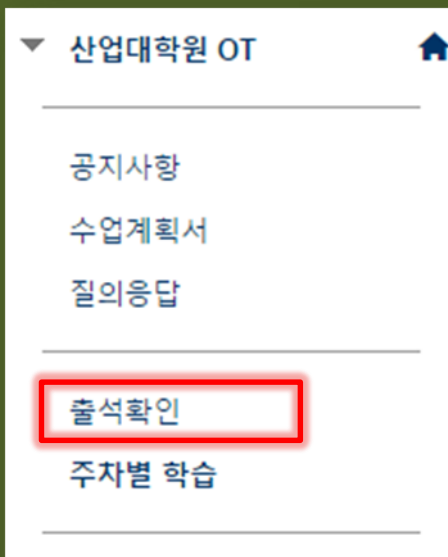 산업대학원 OT
공지사항
수업계획서
질의응답
출석확인
주차별 학습